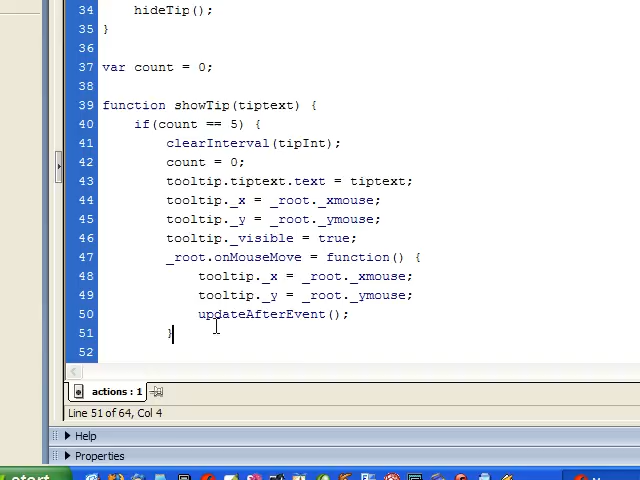 34 hideTip();
35 }
36
37 var count = 0;
38
39 function showTip(tiptext) {
40 if(count == 5) {
41 clearInterval(tipInt);
42 count = 0;
43 tooltip.tiptext.text = tiptext;
44 tooltip._x = _root._xmouse;
45 tooltip._y = _root._ymouse;
46 tooltip._visible = true;
47 _root.onMouseMove = function() {
48 tooltip._x = _root._xmouse;
49 tooltip._y = _root._ymouse;
50 updateAfterEvent();
51 }
52
actions : 1
Line 51 of 64, Col 4
Help
Properties
start